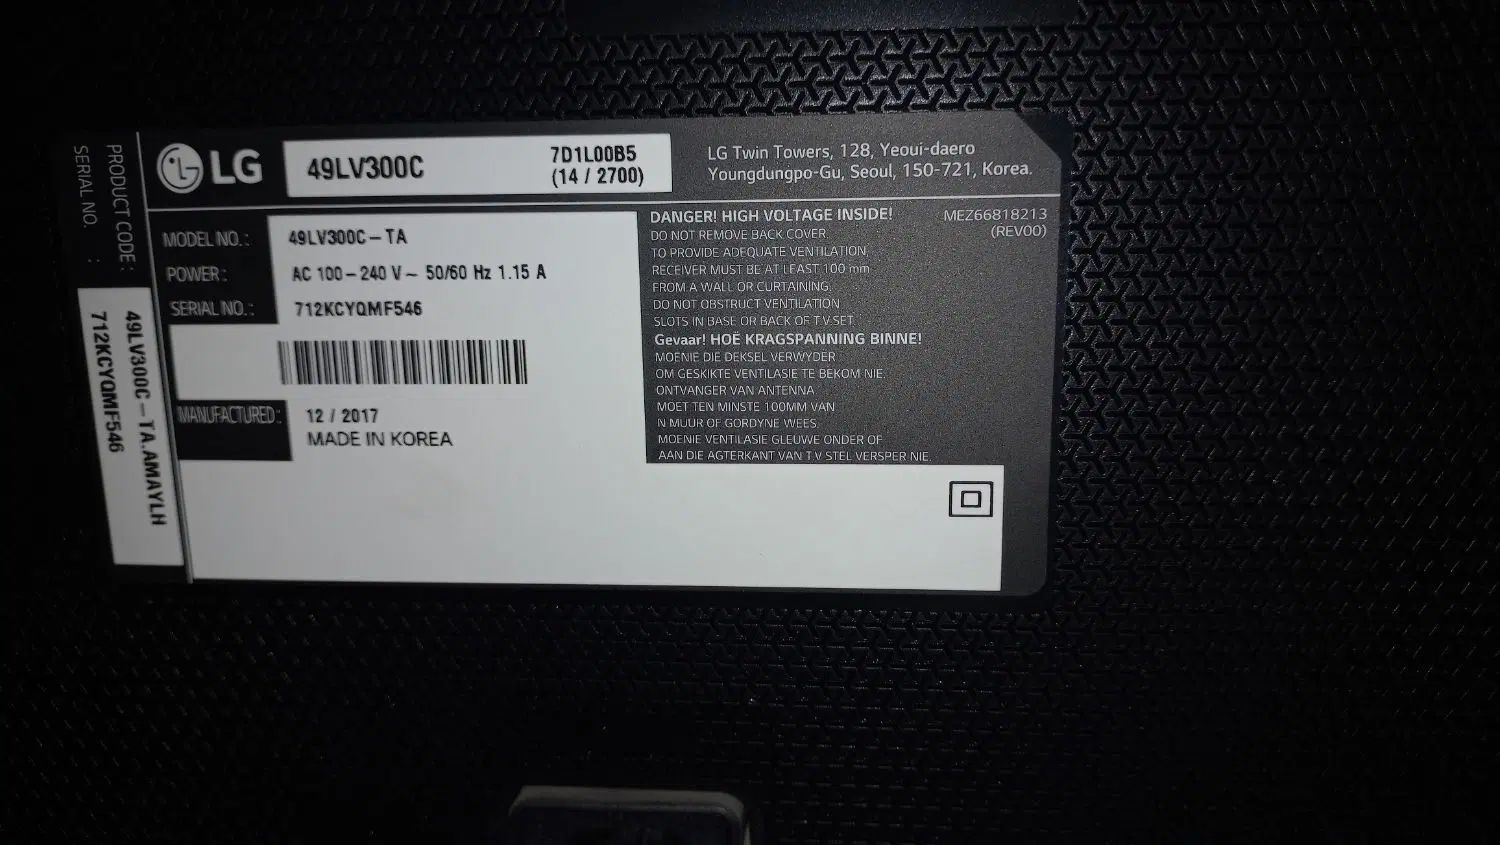 LG
49LV300C
7D1L00B5
(14 / 2700)
LG Twin Towers, 128, Yeoui-daero
Youngdungpo-Gu, Seoul, 150-721, Korea.
MODEL NO.: 49LV300C-TA
POWER: AC 100-240 V ~ 50/60 Hz 1.15 A
SERIAL NO.: 712KCYQMF546
MANUFACTURED: 12 / 2017
MADE IN KOREA
DANGER! HIGH VOLTAGE INSIDE!
DO NOT REMOVE BACK COVER
TO PROVIDE ADEQUATE VENTILATION,
RECEIVER MUST BE AT LEAST 100 mm
FROM A WALL OR CURTAINING.
DO NOT OBSTRUCT VENTILATION
SLOTS IN BASE OR BACK OF T.V SET.
MEZ66818213
(REV00)
Gevaar! HOË KRAGSPANNING BINNE!
MOENIE DIE DEKSEL VERWYDER
OM GESKIKTE VENTILASIE TE BEKOM NIE.
ONTVANGER VAN ANTENNA
MOET TEN MINSTE 100MM VAN
N MUUR OF GORDYNE WEES.
MOENIE VENTILASIE GLEUWE ONDER OF
AAN DIE AGTERKANT VAN T.V STEL VERSPER NIE.
PRODUCT CODE: 49LV300C-TA.AMAYLH
SERIAL NO. : 712KCYQMF546